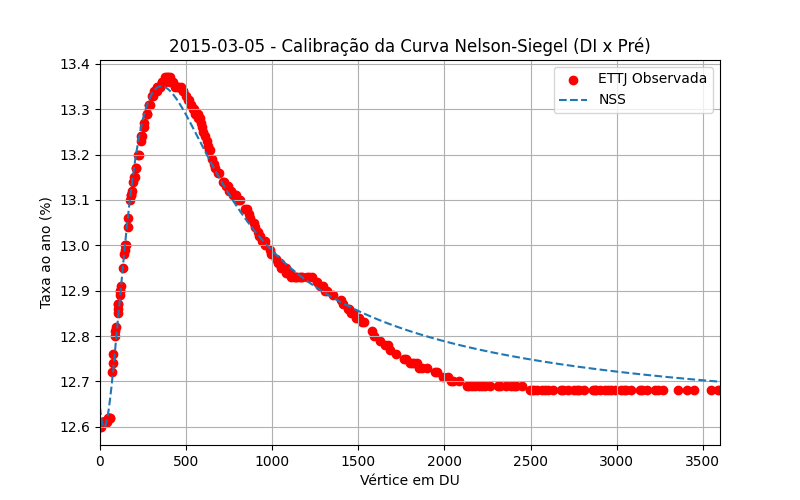 2015-03-05 - Calibração da Curva Nelson-Siegel (DI x Pré)
ETTJ Observada
NSS
Taxa ao ano (%)
13.4
13.3
13.2
13.1
13.0
12.9
12.8
12.7
12.6
0 500 1000 1500 2000 2500 3000 3500
Vértice em DU